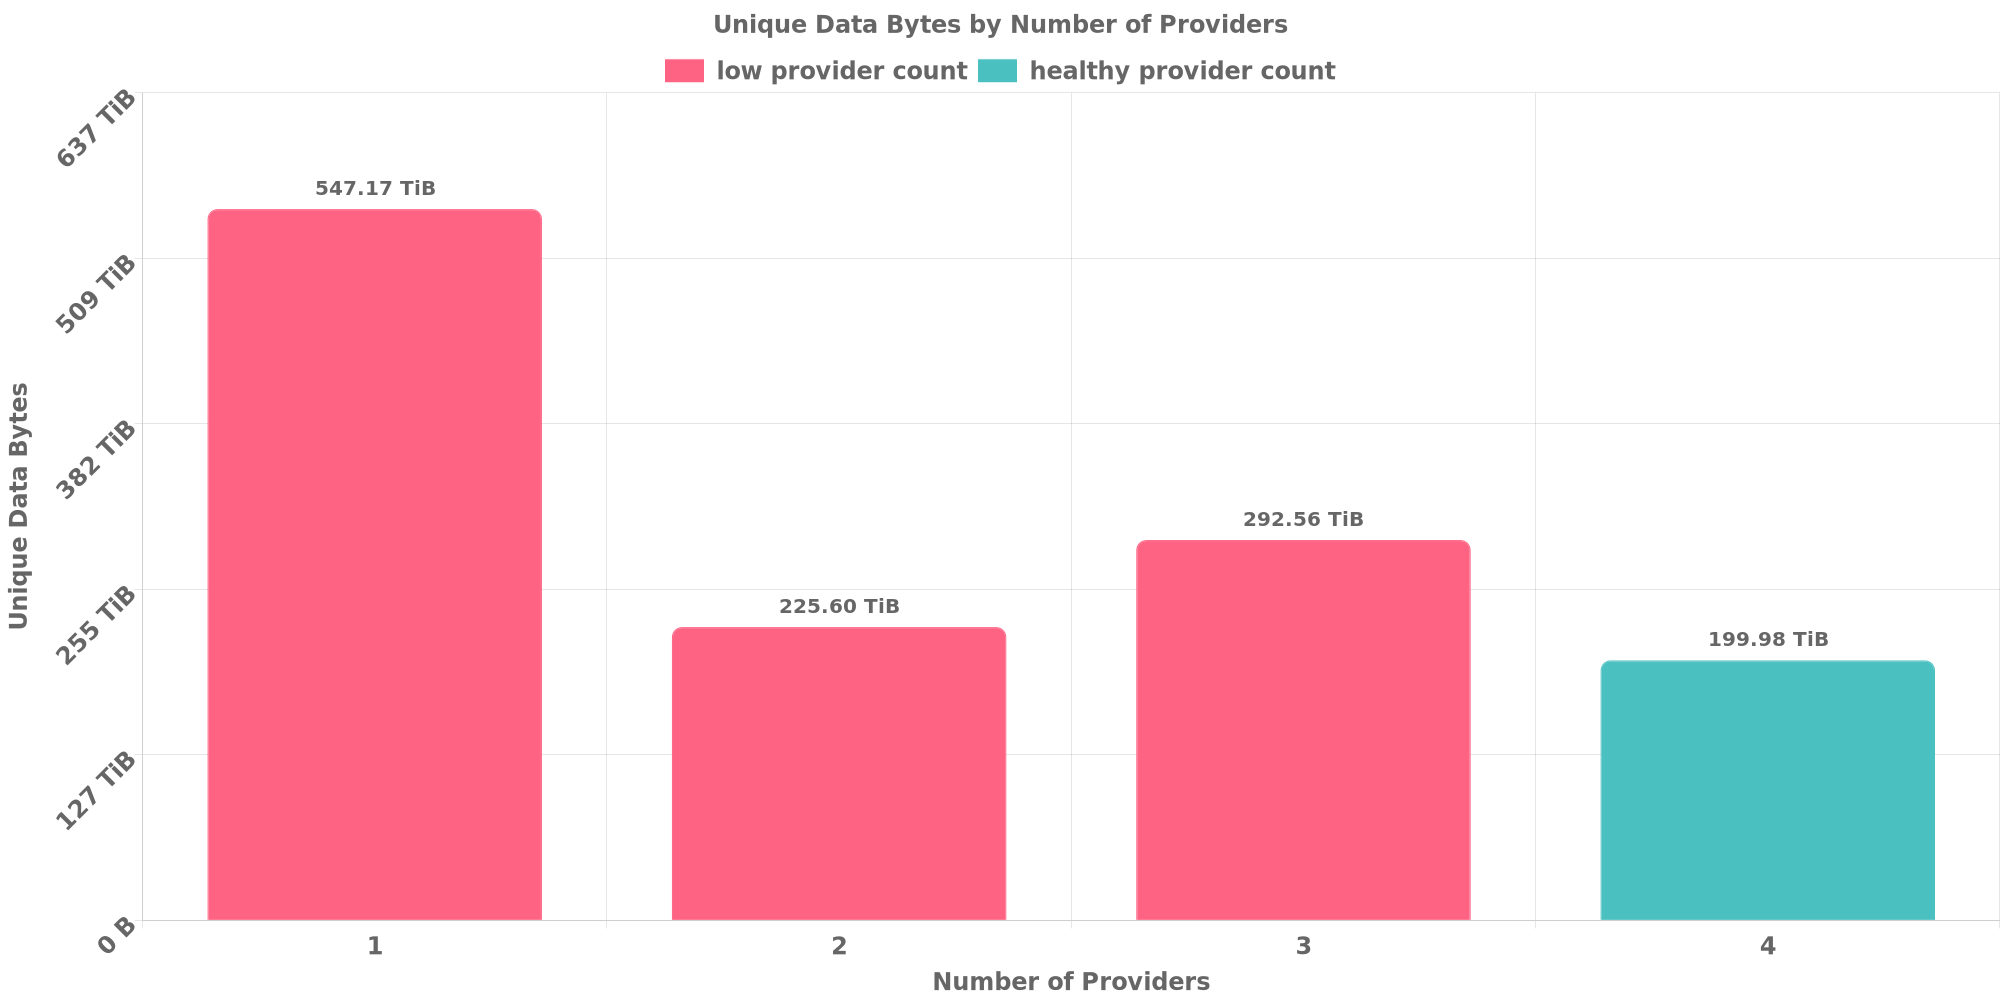 Unique Data Bytes by Number of Providers
low provider count healthy provider count
637 TiB
547.17 TiB
509 TiB
382 TiB
292.56 TiB
255 TiB
225.60 TiB
199.98 TiB
127 TiB
0 B
Unique Data Bytes
1 2 3 4
Number of Providers